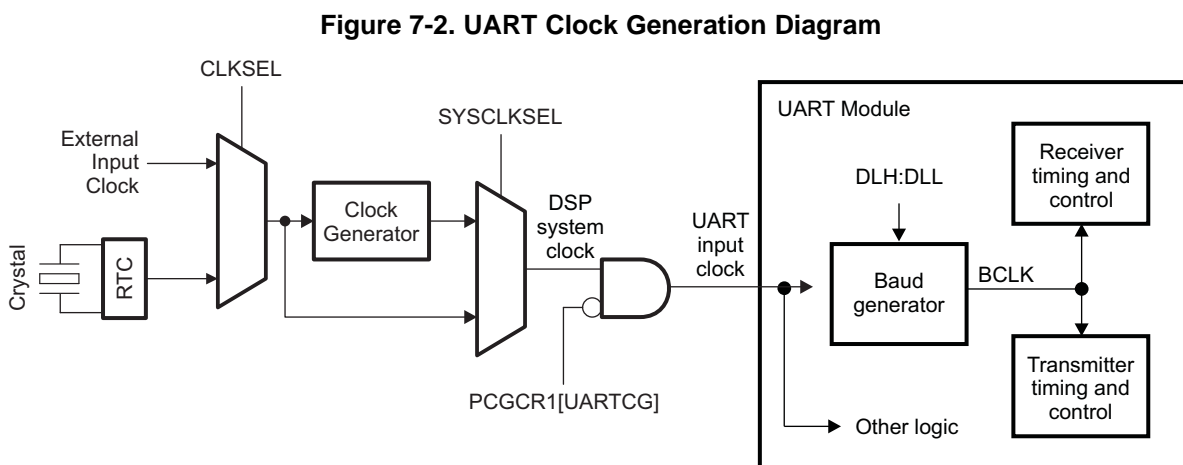 Figure 7-2. UART Clock Generation Diagram
CLKSEL
SYSCLKSEL
External
Input
Clock
Crystal
RTC
Clock
Generator
DSP
system
clock
PCGCR1[UARTCG]
UART
input
clock
UART Module
DLH:DLL
Baud
generator
BCLK
Receiver
timing and
control
Transmitter
timing and
control
Other logic